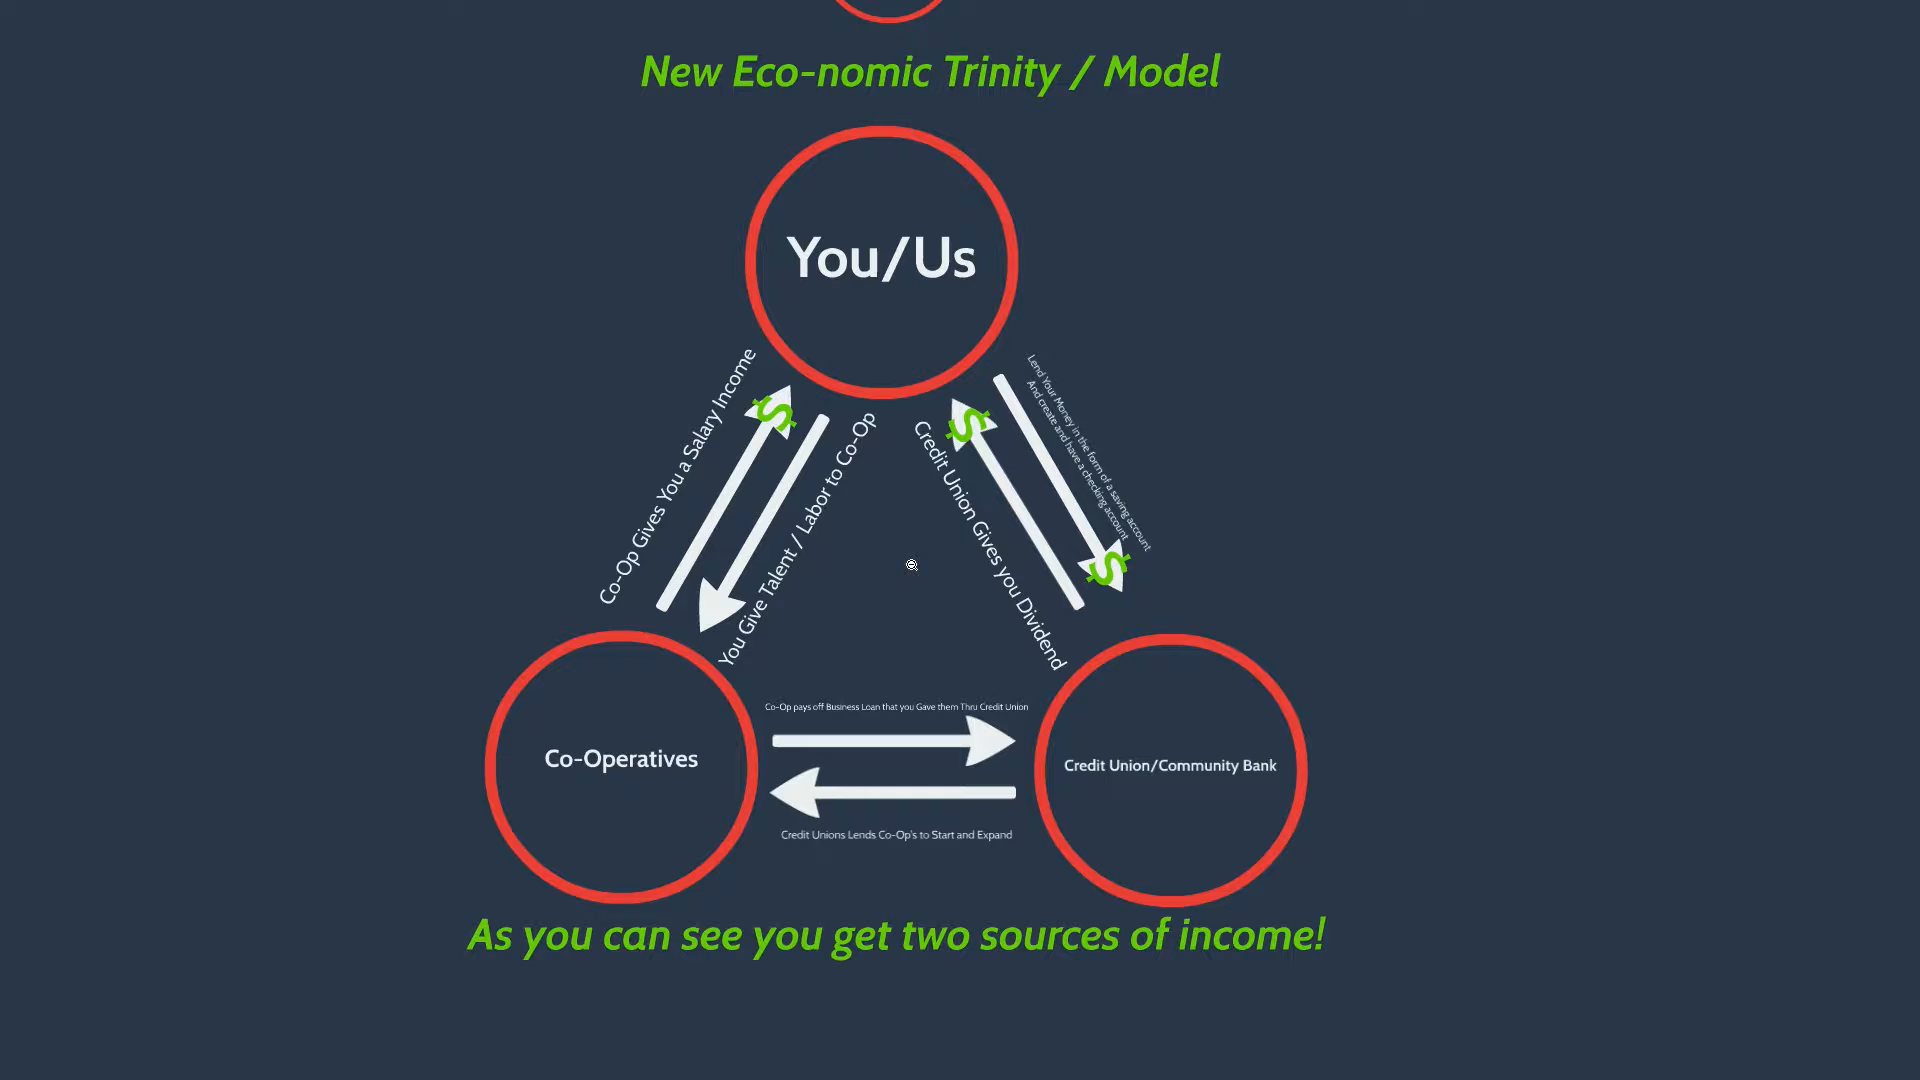 New Eco-nomic Trinity / Model
You/Us
Co-Op Gives You a Salary Income
You Give Talent / Labor to Co-Op
Credit Union Gives you Dividend
Lend Your Money in the form of a saving account
And create and have a checking account
$
$
$
Co-Op pays off Business Loan that you Gave them Thru Credit Union
Co-Operatives
Credit Union/Community Bank
Credit Unions Lends Co-Op's to Start and Expand
As you can see you get two sources of income!